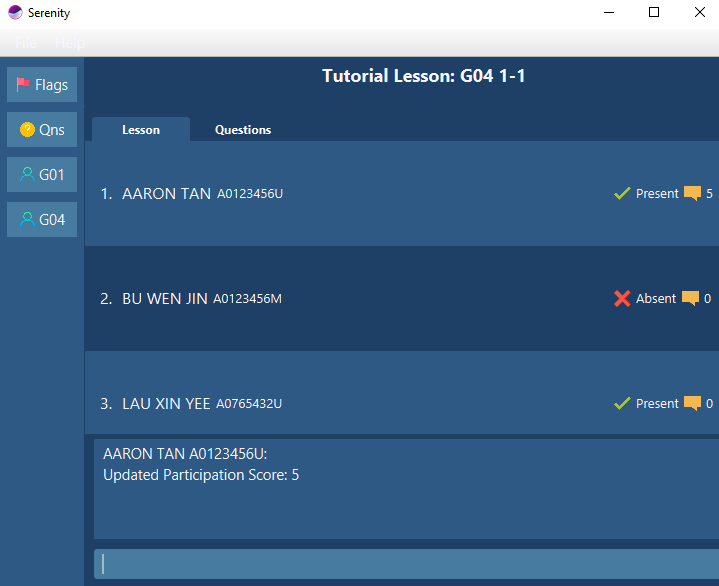 Serenity
File Help
Tutorial Lesson: G04 1-1
Flags
Qns
G01
G04
Lesson Questions
1. AARON TAN A0123456U Present 5
2. BU WEN JIN A0123456M Absent 0
3. LAU XIN YEE A0765432U Present 0
AARON TAN A0123456U:
Updated Participation Score: 5